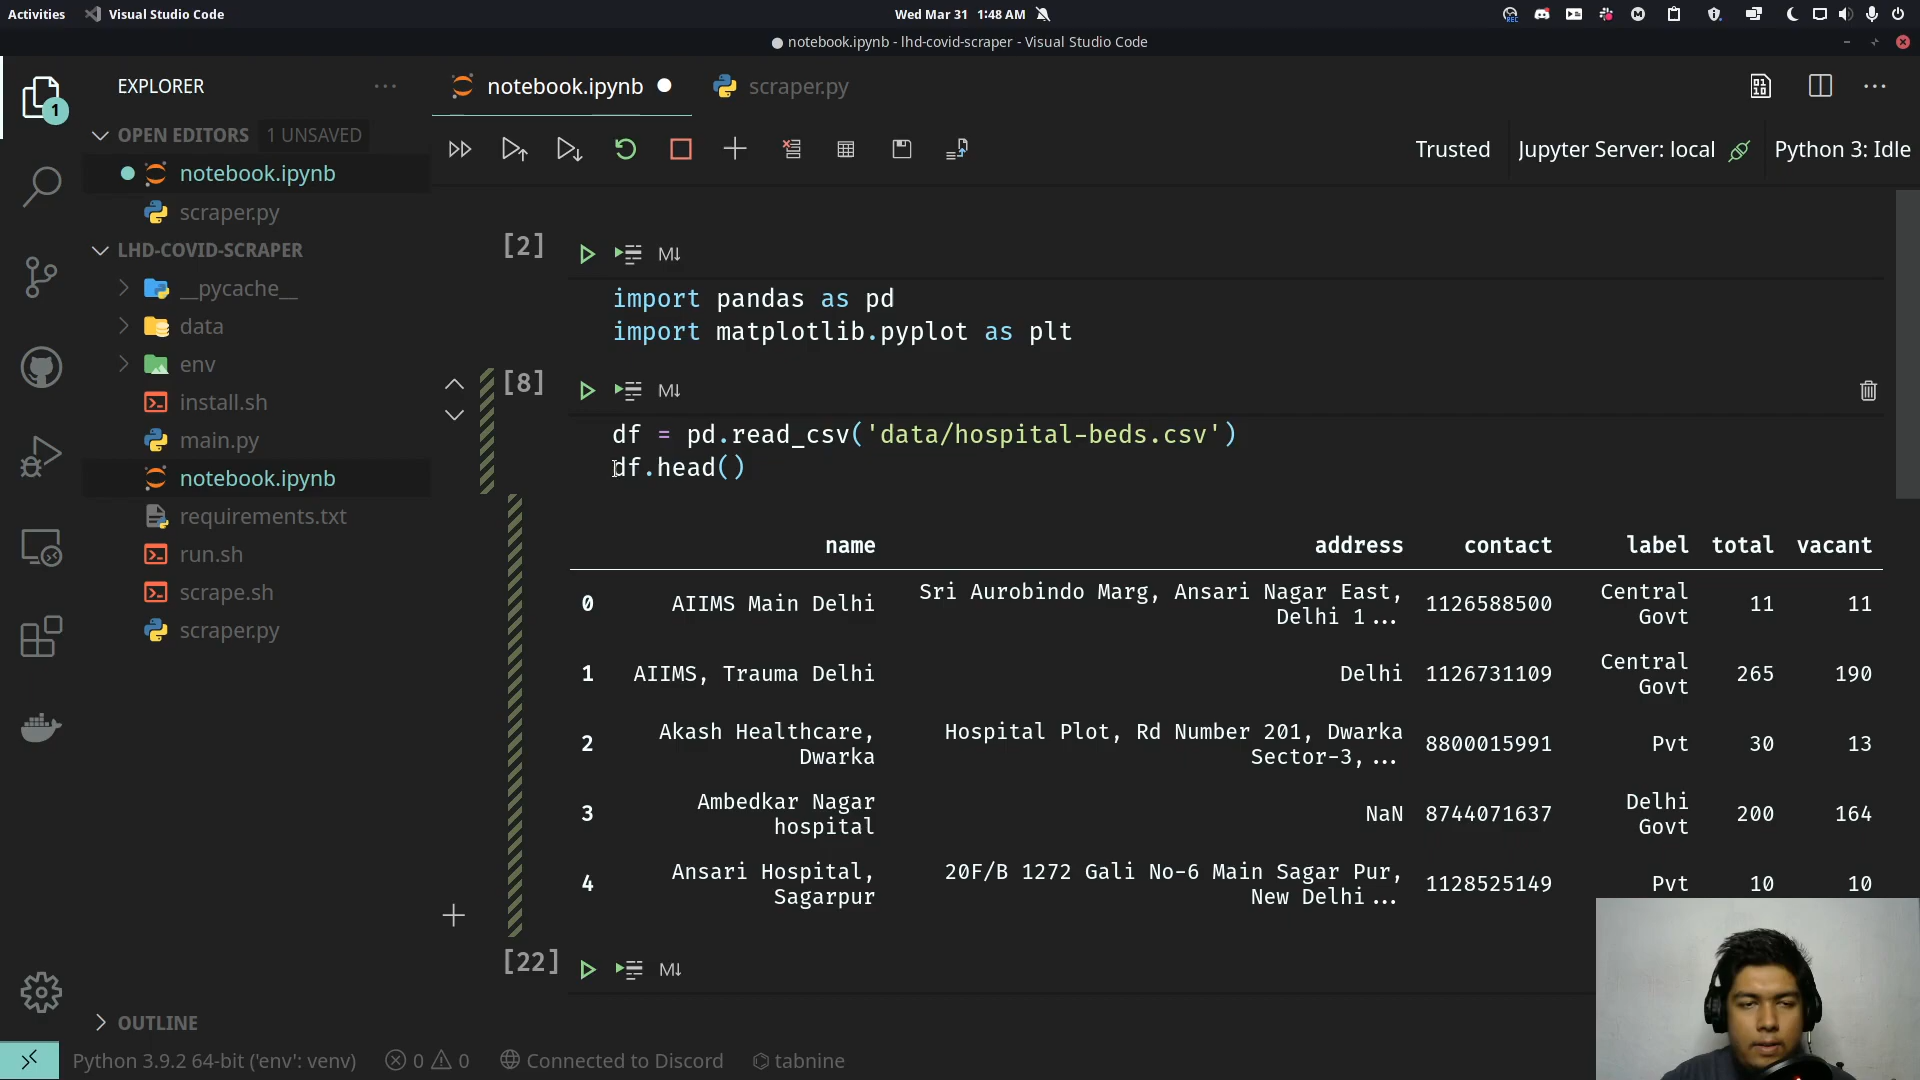 Activities Visual Studio Code Wed Mar 31 1:48 AM
notebook.ipynb - lhd-covid-scraper - Visual Studio Code
EXPLORER
1
OPEN EDITORS 1 UNSAVED
notebook.ipynb
scraper.py
LHD-COVID-SCRAPER
__pycache__
data
env
install.sh
main.py
notebook.ipynb
requirements.txt
run.sh
scrape.sh
scraper.py
OUTLINE
notebook.ipynb scraper.py
Trusted Jupyter Server: local Python 3: Idle
[2] M↓
import pandas as pd
import matplotlib.pyplot as plt
[8] M↓
df = pd.read_csv('data/hospital-beds.csv')
df.head()
name address contact label total vacant
0 AIIMS Main Delhi Sri Aurobindo Marg, Ansari Nagar East, Delhi 1... 1126588500 Central Govt 11 11
1 AIIMS, Trauma Delhi Delhi 1126731109 Central Govt 265 190
2 Akash Healthcare, Dwarka Hospital Plot, Rd Number 201, Dwarka Sector-3,... 8800015991 Pvt 30 13
3 Ambedkar Nagar hospital NaN 8744071637 Delhi Govt 200 164
4 Ansari Hospital, Sagarpur 20F/B 1272 Gali No-6 Main Sagar Pur, New Delhi... 1128525149 Pvt 10 10
[22] M↓
Python 3.9.2 64-bit ('env': venv) 0 0 Connected to Discord tabnine